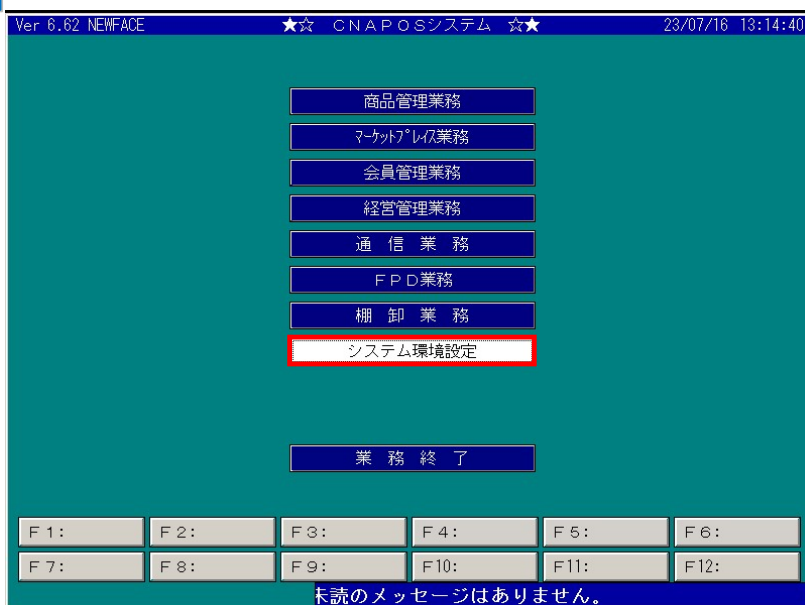 Ver 6.62 NEWFACE ★☆ CNAPOSシステム ☆★ 23/07/16 13:14:40
商品管理業務
ﾏｰｹｯﾄﾌﾟﾚｲｽ業務
会員管理業務
経営管理業務
通 信 業 務
ＦＰＤ業務
棚 卸 業 務
システム環境設定
業 務 終 了
F1: F2: F3: F4: F5: F6:
F7: F8: F9: F10: F11: F12:
未読のメッセージはありません。